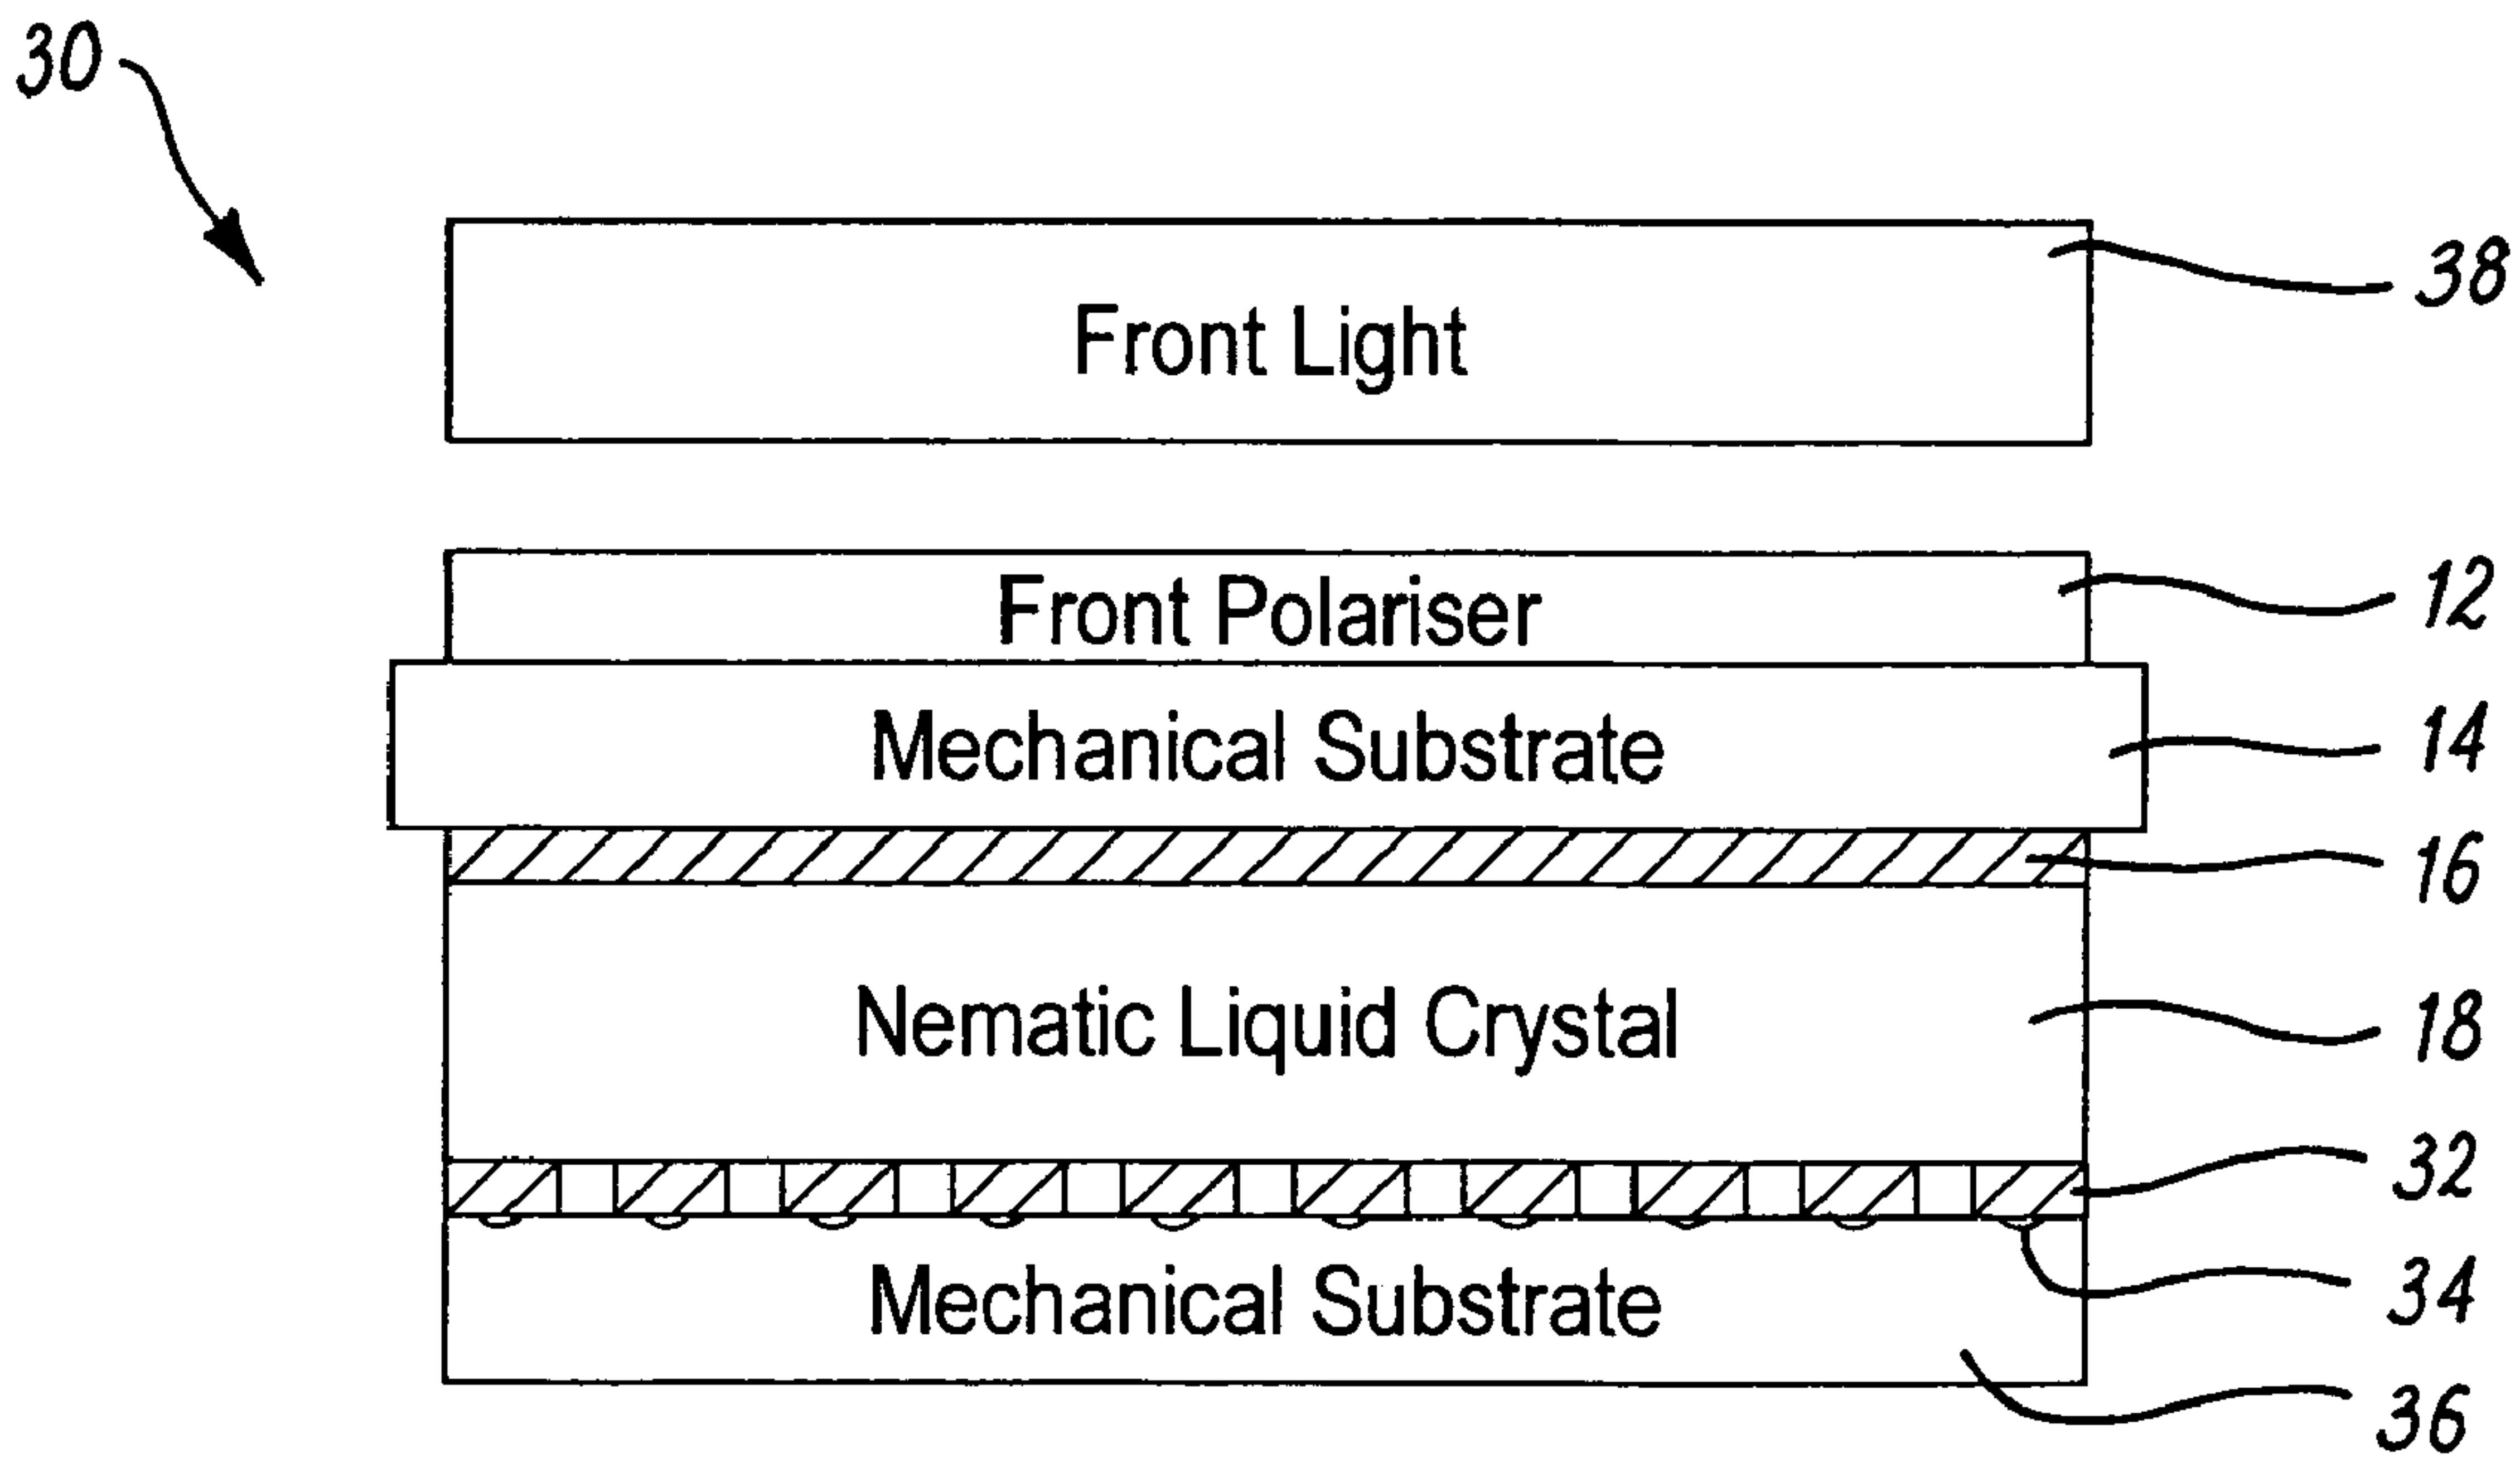 30
Front Light
38
Front Polariser
12
Mechanical Substrate
14
16
Nematic Liquid Crystal
18
32
Mechanical Substrate
34
36